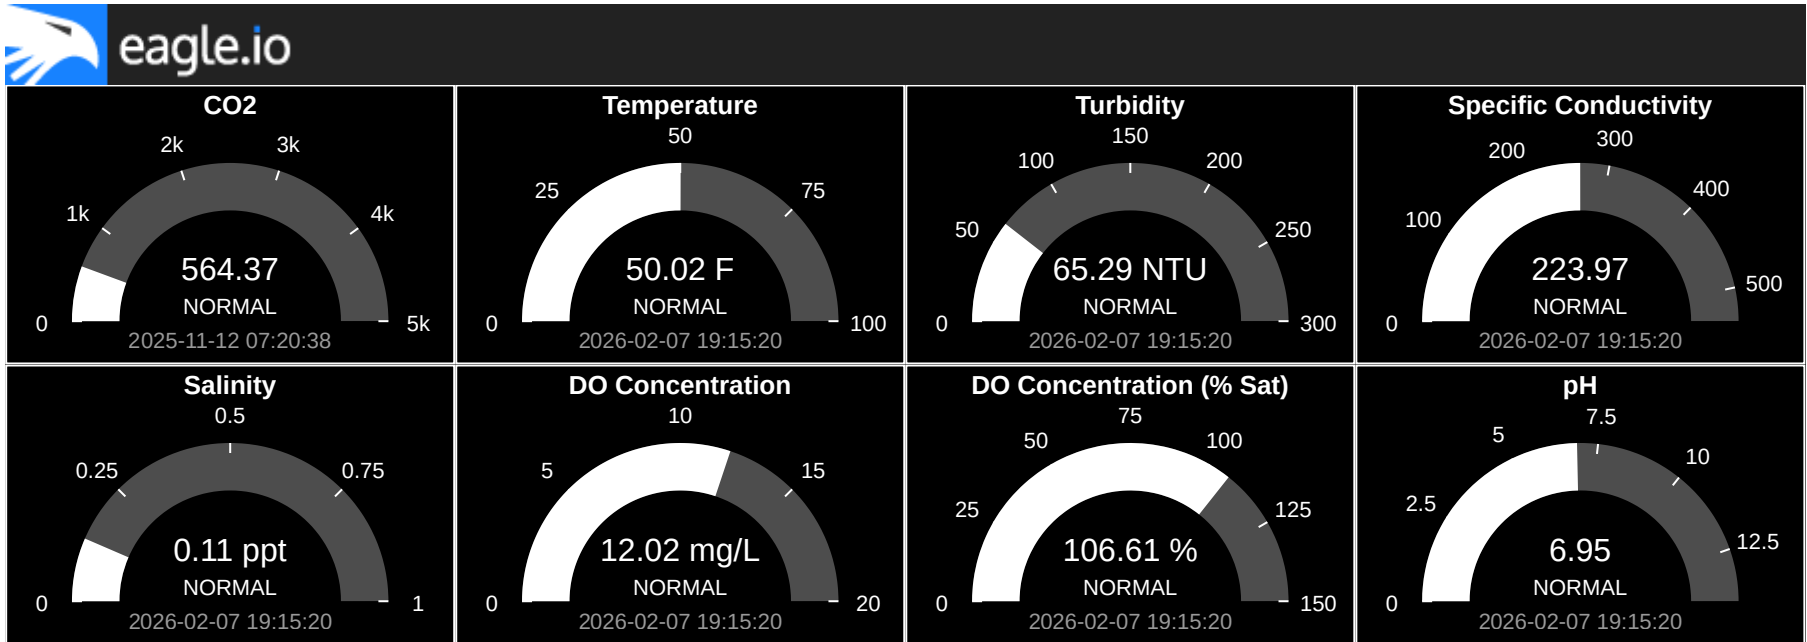 eagle.io
CO2
0
1k
2k
3k
4k
5k
564.37
NORMAL
2025-11-12 07:20:38
Temperature
0
25
50
75
100
50.02 F
NORMAL
2026-02-07 19:15:20
Turbidity
0
50
100
150
200
250
300
65.29 NTU
NORMAL
2026-02-07 19:15:20
Specific Conductivity
0
100
200
300
400
500
223.97
NORMAL
2026-02-07 19:15:20
Salinity
0
0.25
0.5
0.75
1
0.11 ppt
NORMAL
2026-02-07 19:15:20
DO Concentration
0
5
10
15
20
12.02 mg/L
NORMAL
2026-02-07 19:15:20
DO Concentration (% Sat)
0
25
50
75
100
125
150
106.61 %
NORMAL
2026-02-07 19:15:20
pH
0
2.5
5
7.5
10
12.5
6.95
NORMAL
2026-02-07 19:15:20